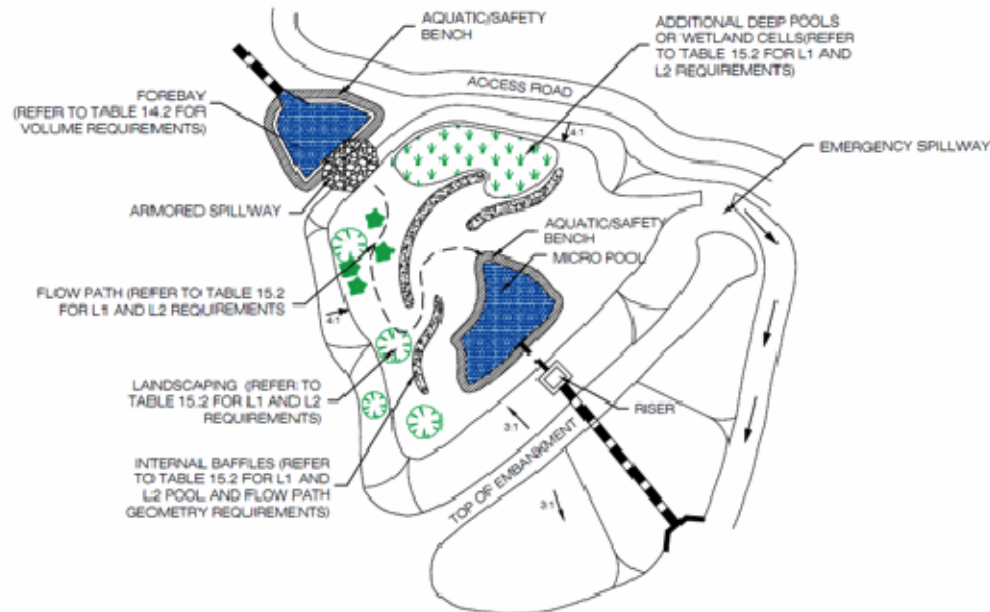 AQUATIC/SAFETY
BENCH
ADDITIONAL DEEP POOLS
OR WETLAND CELLS(REFER
TO TABLE 15.2 FOR L1 AND
L2 REQUIREMENTS)
ACCESS ROAD
FOREBAY
(REFER TO TABLE 14.2 FOR
VOLUME REQUIREMENTS)
4:1
EMERGENCY SPILLWAY
ARMORED SPILLWAY
AQUATIC/SAFETY
BENCH
MICRO POOL
FLOW PATH (REFER TO TABLE 15.2
FOR L1 AND L2 REQUIREMENTS
4:1
LANDSCAPING (REFER TO
TABLE 15.2 FOR L1 AND L2
REQUIREMENTS)
RISER
3:1
TOP OF EMBANKMENT
INTERNAL BAFFLES (REFER
TO TABLE 15.2 FOR L1 AND
L2 POOL AND FLOW PATH
GEOMETRY REQUIREMENTS)
3:1